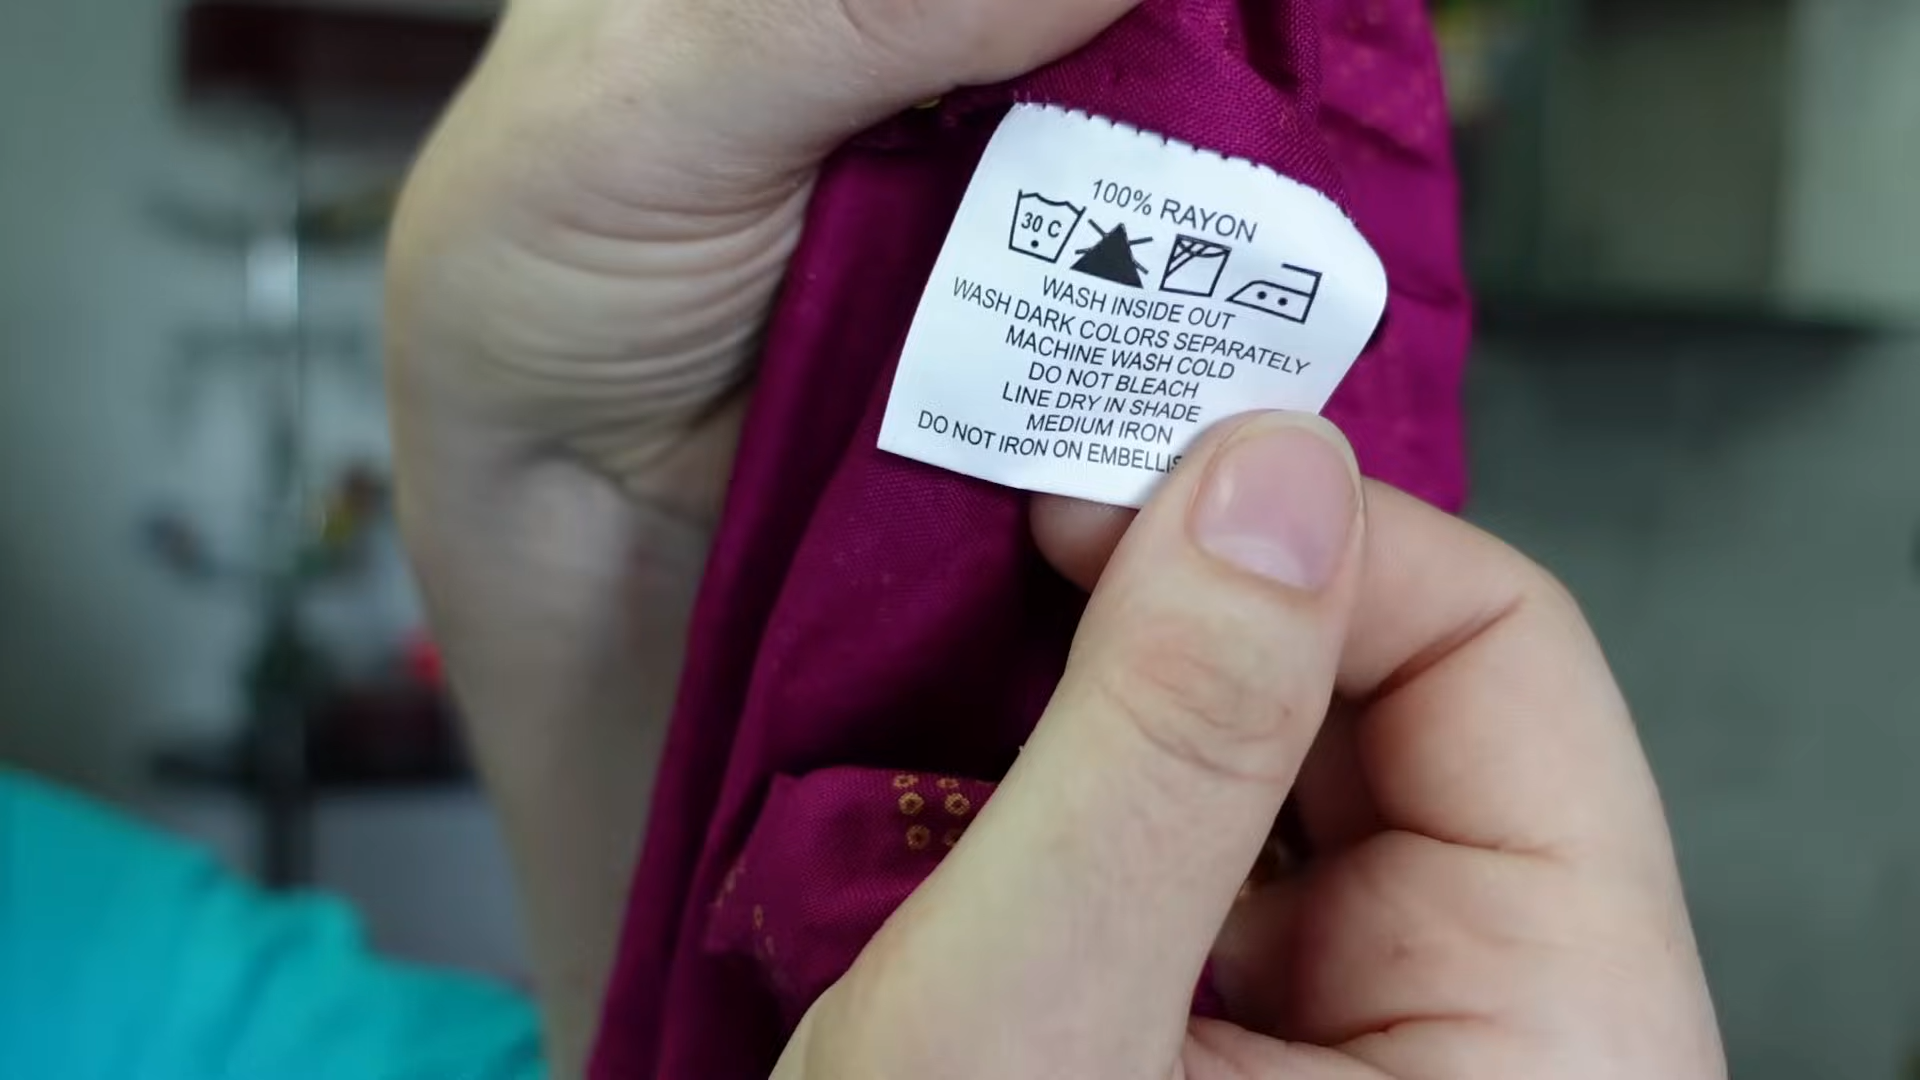 100% RAYON
30 C
WASH INSIDE OUT
WASH DARK COLORS SEPARATELY
MACHINE WASH COLD
DO NOT BLEACH
LINE DRY IN SHADE
MEDIUM IRON
DO NOT IRON ON